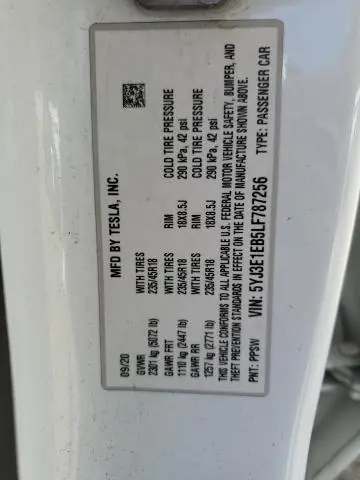 MFD BY TESLA, INC.
09/20
GVWR WITH TIRES RIM COLD TIRE PRESSURE
2301 kg (5072 lb) 235/45R18 18X8.5J 290 kPa, 42 psi
GAWR FRT WITH TIRES RIM COLD TIRE PRESSURE
1110 kg (2447 lb) 235/45R18 18X8.5J 290 kPa, 42 psi
GAWR RR WITH TIRES RIM COLD TIRE PRESSURE
1257 kg (2771 lb) 235/45R18 18X8.5J 290 kPa, 42 psi
THIS VEHICLE CONFORMS TO ALL APPLICABLE U.S. FEDERAL MOTOR VEHICLE SAFETY, BUMPER, AND
THEFT PREVENTION STANDARDS IN EFFECT ON THE DATE OF MANUFACTURE SHOWN ABOVE.
VIN: 5YJ3E1EB5LF787256 TYPE: PASSENGER CAR
PNT: PPSW